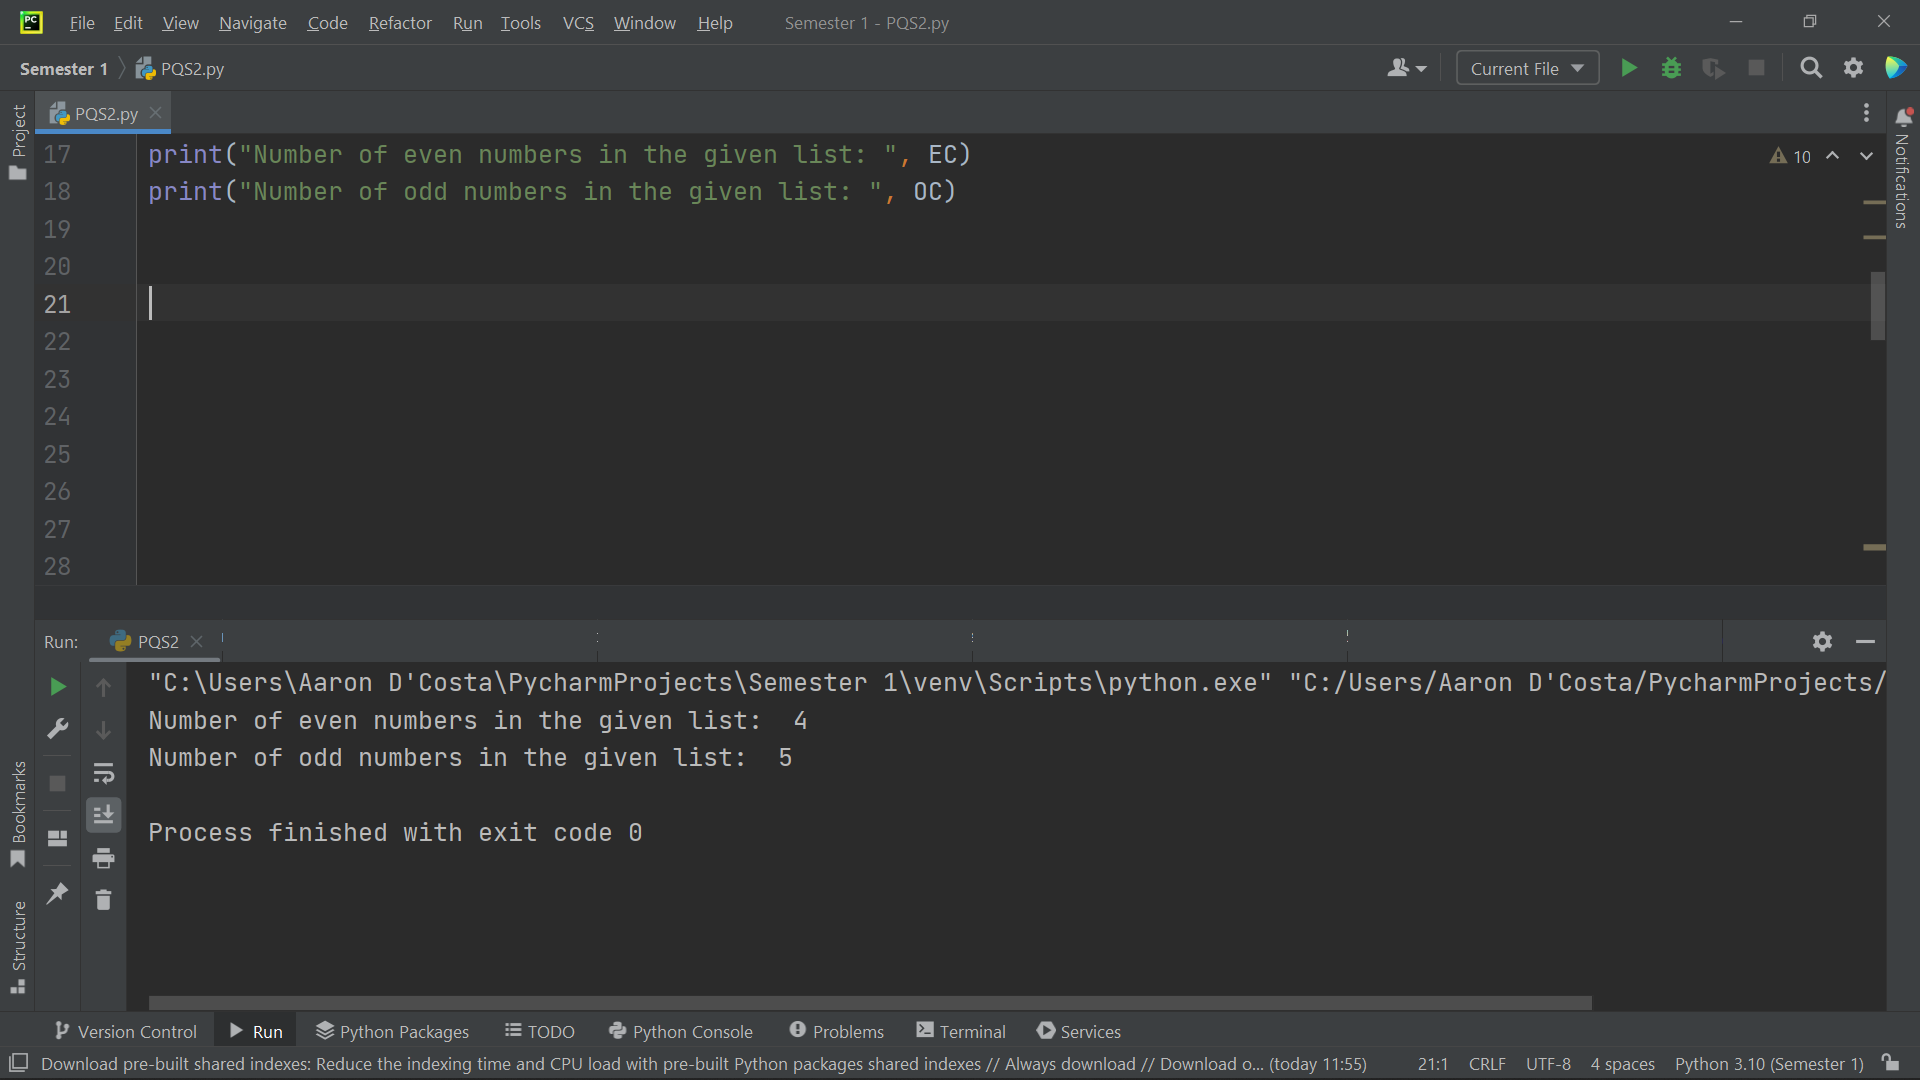 PC File Edit View Navigate Code Refactor Run Tools VCS Window Help Semester 1 - PQS2.py
Semester 1 PQS2.py Current File
Project
PQS2.py
Notifications
17 print("Number of even numbers in the given list: ", EC) 10
18 print("Number of odd numbers in the given list: ", OC)
19
20
21
22
23
24
25
26
27
28
Run: PQS2
"C:\Users\Aaron D'Costa\PycharmProjects\Semester 1\venv\Scripts\python.exe" "C:/Users/Aaron D'Costa/PycharmProjects/
Number of even numbers in the given list:  4
Number of odd numbers in the given list:  5
Process finished with exit code 0
Bookmarks
Structure
Version Control Run Python Packages TODO Python Console Problems Terminal Services
Download pre-built shared indexes: Reduce the indexing time and CPU load with pre-built Python packages shared indexes // Always download // Download o... (today 11:55) 21:1 CRLF UTF-8 4 spaces Python 3.10 (Semester 1)